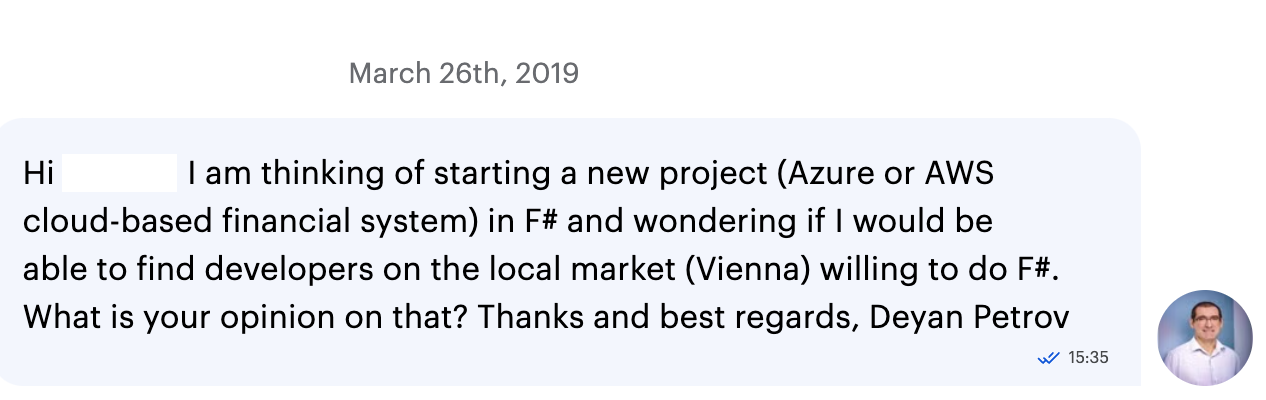 March 26th, 2019
Hi I am thinking of starting a new project (Azure or AWS
cloud-based financial system) in F# and wondering if I would be
able to find developers on the local market (Vienna) willing to do F#.
What is your opinion on that? Thanks and best regards, Deyan Petrov
15:35